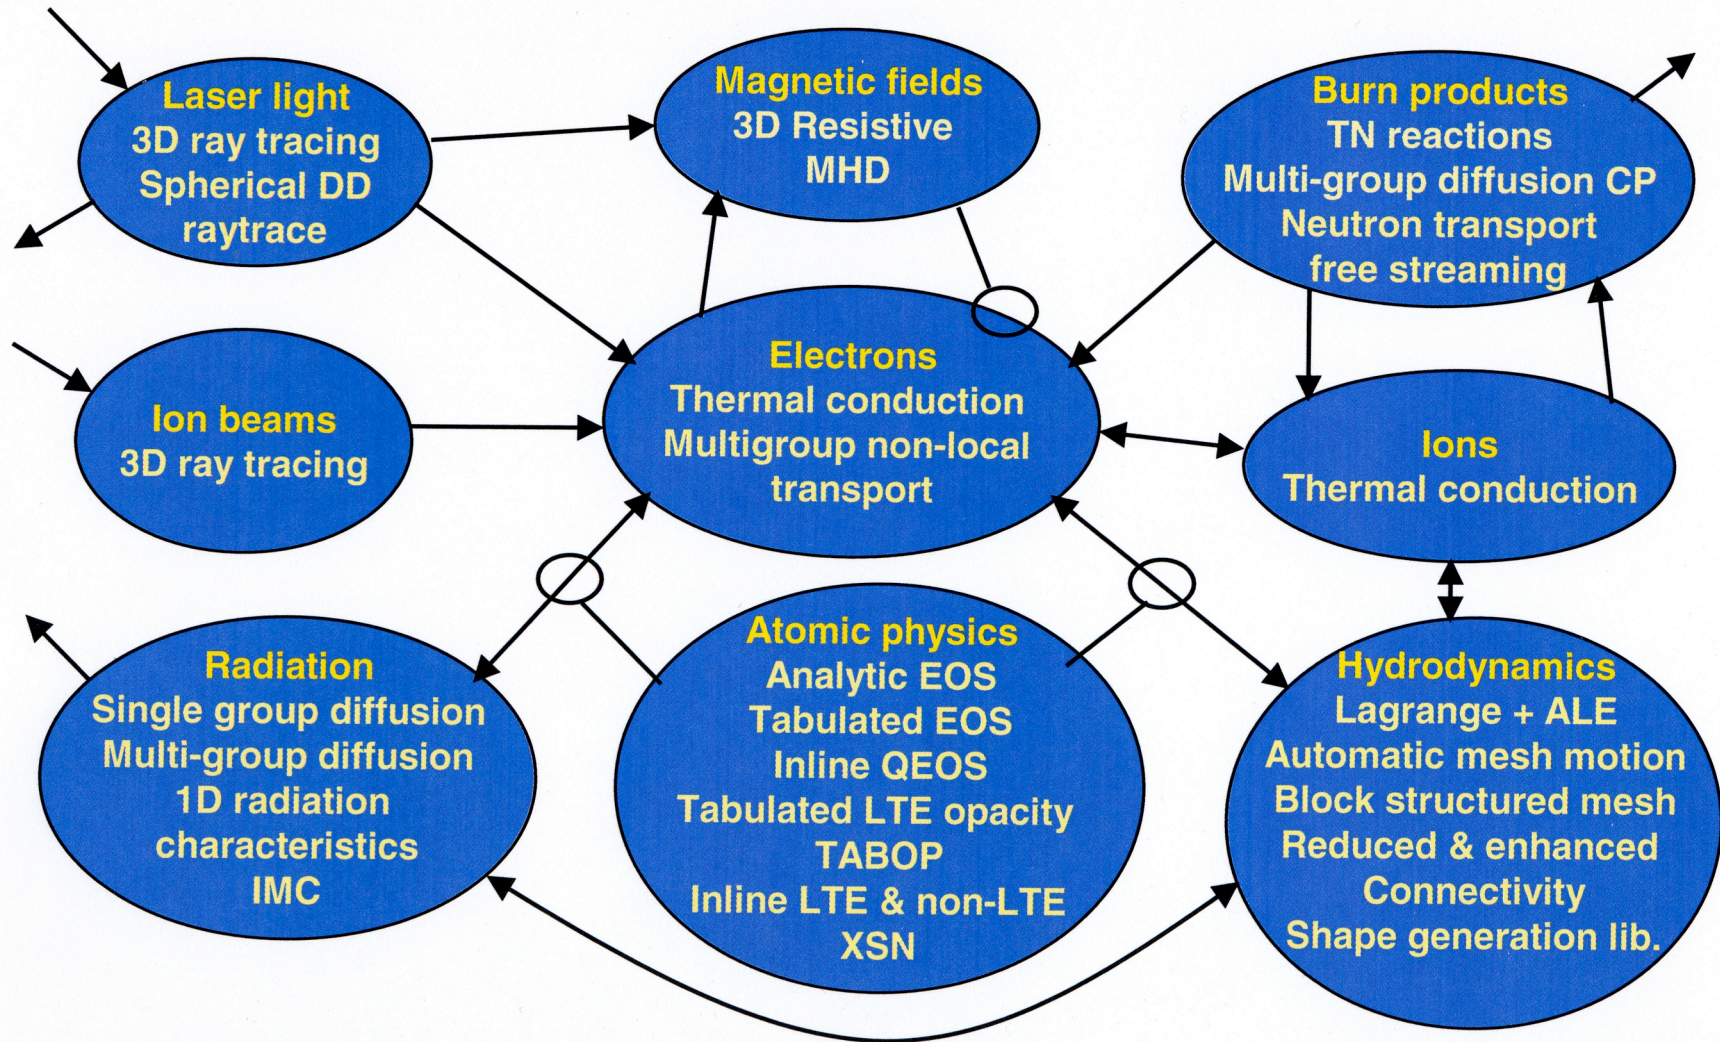 Laser light
3D ray tracing
Spherical DD
raytrace
Magnetic fields
3D Resistive
MHD
Burn products
TN reactions
Multi-group diffusion CP
Neutron transport
free streaming
Ion beams
3D ray tracing
Electrons
Thermal conduction
Multigroup non-local
transport
Ions
Thermal conduction
Radiation
Single group diffusion
Multi-group diffusion
1D radiation
characteristics
IMC
Atomic physics
Analytic EOS
Tabulated EOS
Inline QEOS
Tabulated LTE opacity
TABOP
Inline LTE & non-LTE
XSN
Hydrodynamics
Lagrange + ALE
Automatic mesh motion
Block structured mesh
Reduced & enhanced
Connectivity
Shape generation lib.